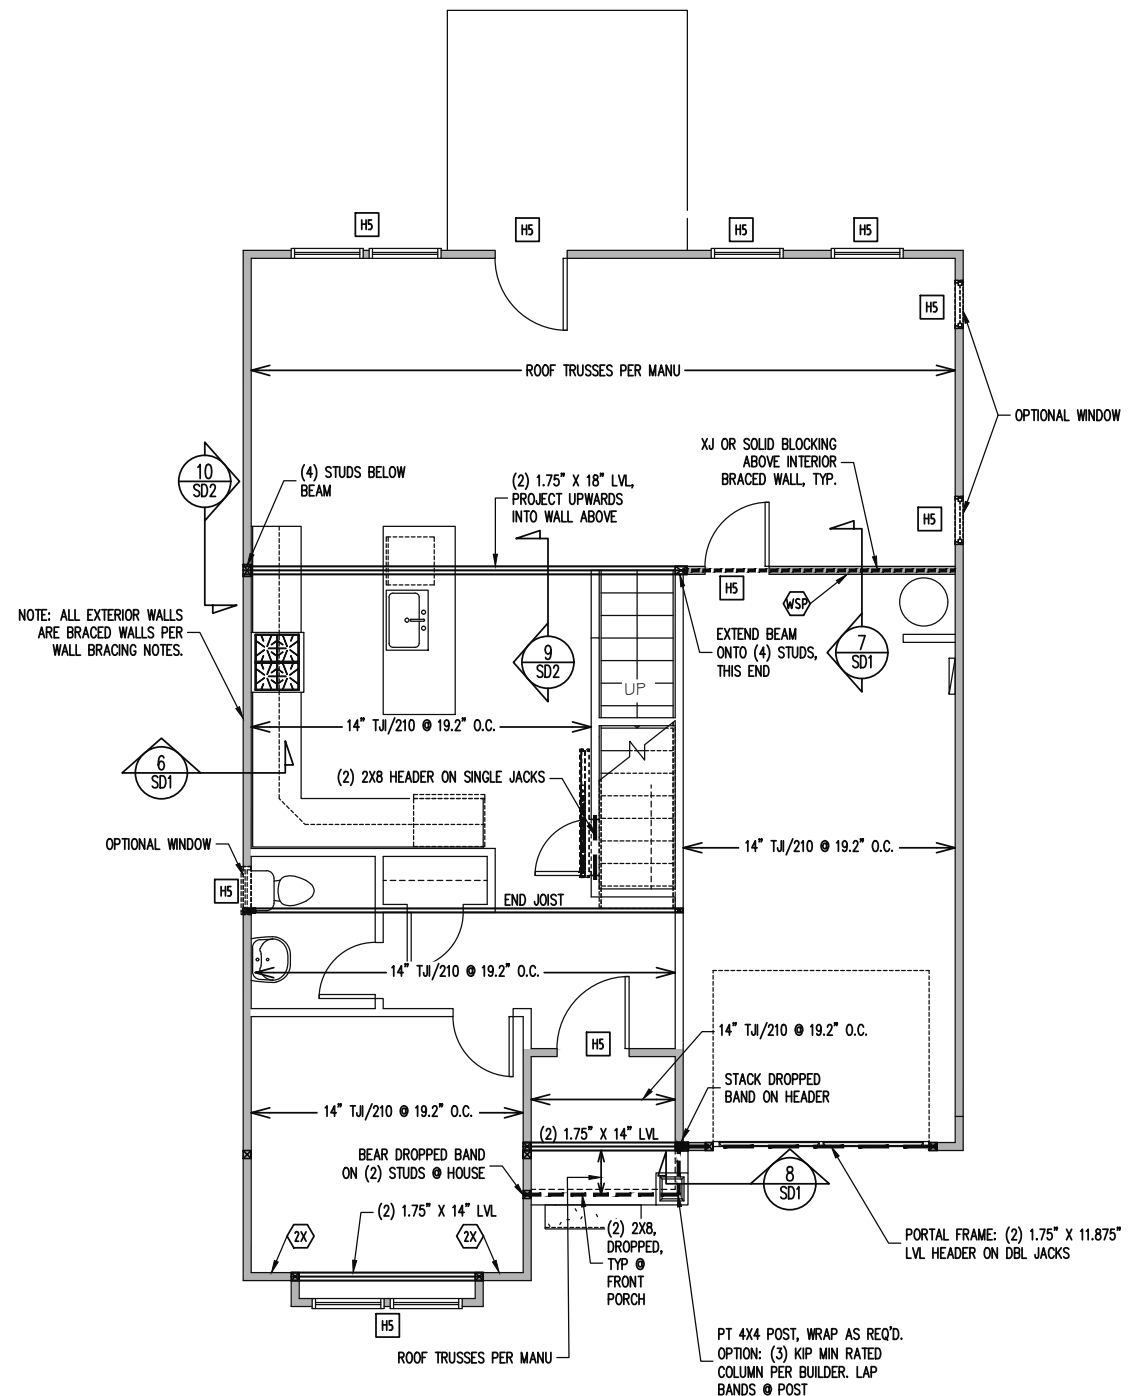 H5
H5
H5
H5
H5
ROOF TRUSSES PER MANU
OPTIONAL WINDOW
XJ OR SOLID BLOCKING
ABOVE INTERIOR
BRACED WALL, TYP.
10
SD2
(4) STUDS BELOW
BEAM
(2) 1.75" X 18" LVL,
PROJECT UPWARDS
INTO WALL ABOVE
H5
H5
WSP
NOTE: ALL EXTERIOR WALLS
ARE BRACED WALLS PER
WALL BRACING NOTES.
EXTEND BEAM
ONTO (4) STUDS,
THIS END
7
SD1
9
SD2
UP
14" TJI/210 @ 19.2" O.C.
6
SD1
(2) 2X8 HEADER ON SINGLE JACKS
OPTIONAL WINDOW
14" TJI/210 @ 19.2" O.C.
H5
END JOIST
14" TJI/210 @ 19.2" O.C.
14" TJI/210 @ 19.2" O.C.
H5
STACK DROPPED
BAND ON HEADER
14" TJI/210 @ 19.2" O.C.
(2) 1.75" X 14" LVL
BEAR DROPPED BAND
ON (2) STUDS @ HOUSE
8
SD1
(2) 1.75" X 14" LVL
2X
2X
(2) 2X8,
DROPPED,
TYP @
FRONT
PORCH
PORTAL FRAME: (2) 1.75" X 11.875"
LVL HEADER ON DBL JACKS
H5
ROOF TRUSSES PER MANU
PT 4X4 POST, WRAP AS REQ'D.
OPTION: (3) KIP MIN RATED
COLUMN PER BUILDER. LAP
BANDS @ POST